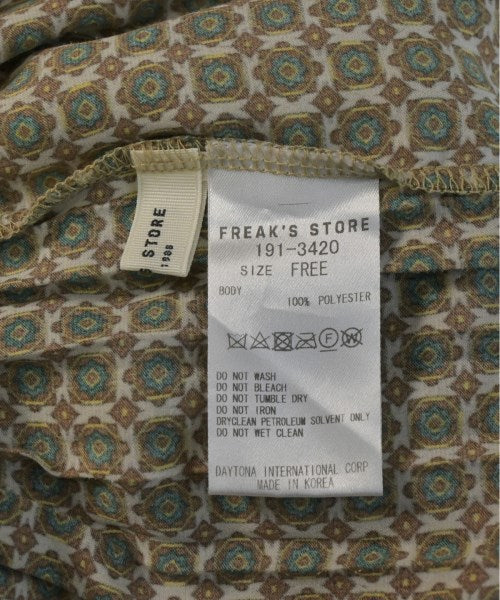 FREAK'S STORE
191-3420
SIZE FREE
BODY
100% POLYESTER
DO NOT WASH
DO NOT BLEACH
DO NOT TUMBLE DRY
DO NOT IRON
DRYCLEAN PETROLEUM SOLVENT ONLY
DO NOT WET CLEAN
DAYTONA INTERNATIONAL CORP
MADE IN KOREA
STORE
1986